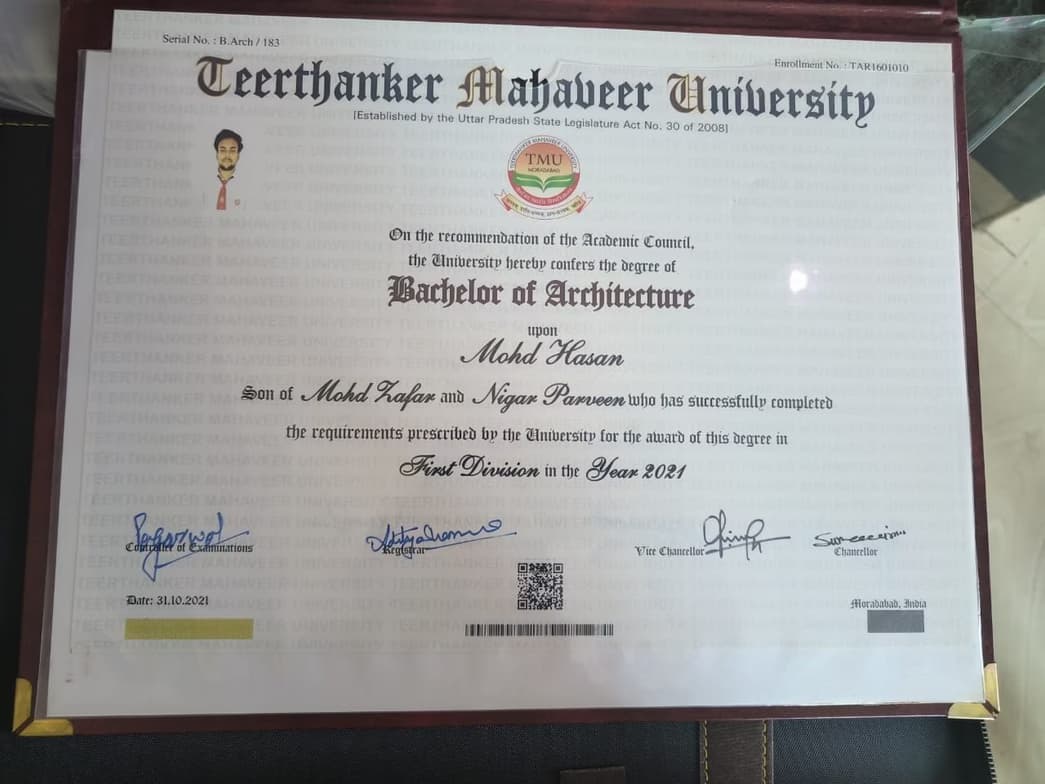 Serial No. : B.Arch / 183
Enrollment No. : TAR1601010
Teerthanker Mahaveer University
[Established by the Uttar Pradesh State Legislature Act No. 30 of 2008]
TEERTHANKER MAHAVEER UNIVERSITY
TMU
MORADABAD
On the recommendation of the Academic Council,
the University hereby confers the degree of
Bachelor of Architecture
upon
Mohd Hasan
Son of Mohd Zafar and Nigar Parveen who has successfully completed
the requirements prescribed by the University for the award of this degree in
First Division in the Year 2021
Controller of Examinations
Registrar
Vice Chancellor
Chancellor
Date: 31.10.2021
Moradabad, India